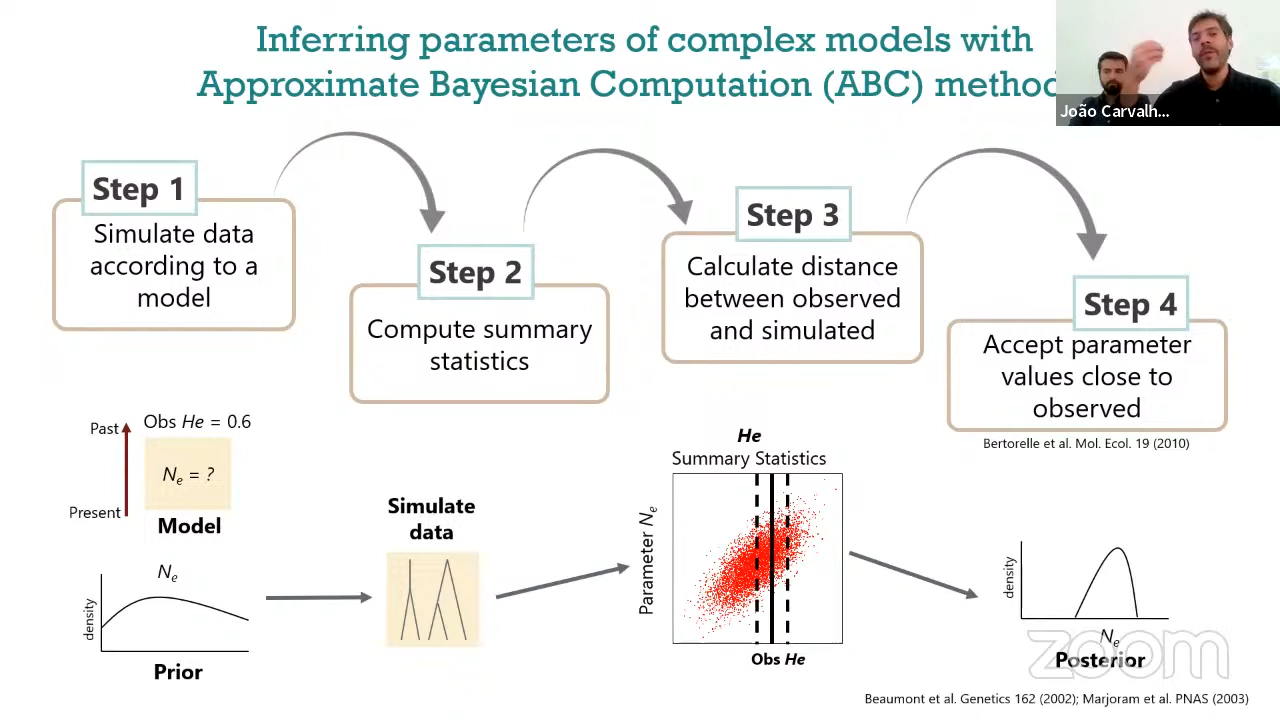 Inferring parameters of complex models with
Approximate Bayesian Computation (ABC)
João Carvalh...
Step 1
Simulate data
according to a
model
Step 2
Compute summary
statistics
Step 3
Calculate distance
between observed
and simulated
Step 4
Accept parameter
values close to
observed
Bertorelle et al. Mol. Ecol. 19 (2010)
Obs He = 0.6
Past
Ne = ?
Present
Model
Ne
density
Prior
Simulate
data
He
Summary Statistics
Parameter Ne
Obs He
density
Ne
Posterior
zoom
Beaumont et al. Genetics 162 (2002); Marjoram et al. PNAS (2003)